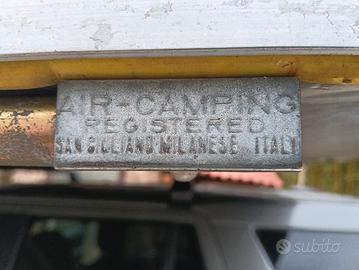 AIR-CAMPING
REGISTERED
SAN GIULIANO MILANESE ITALY
subito